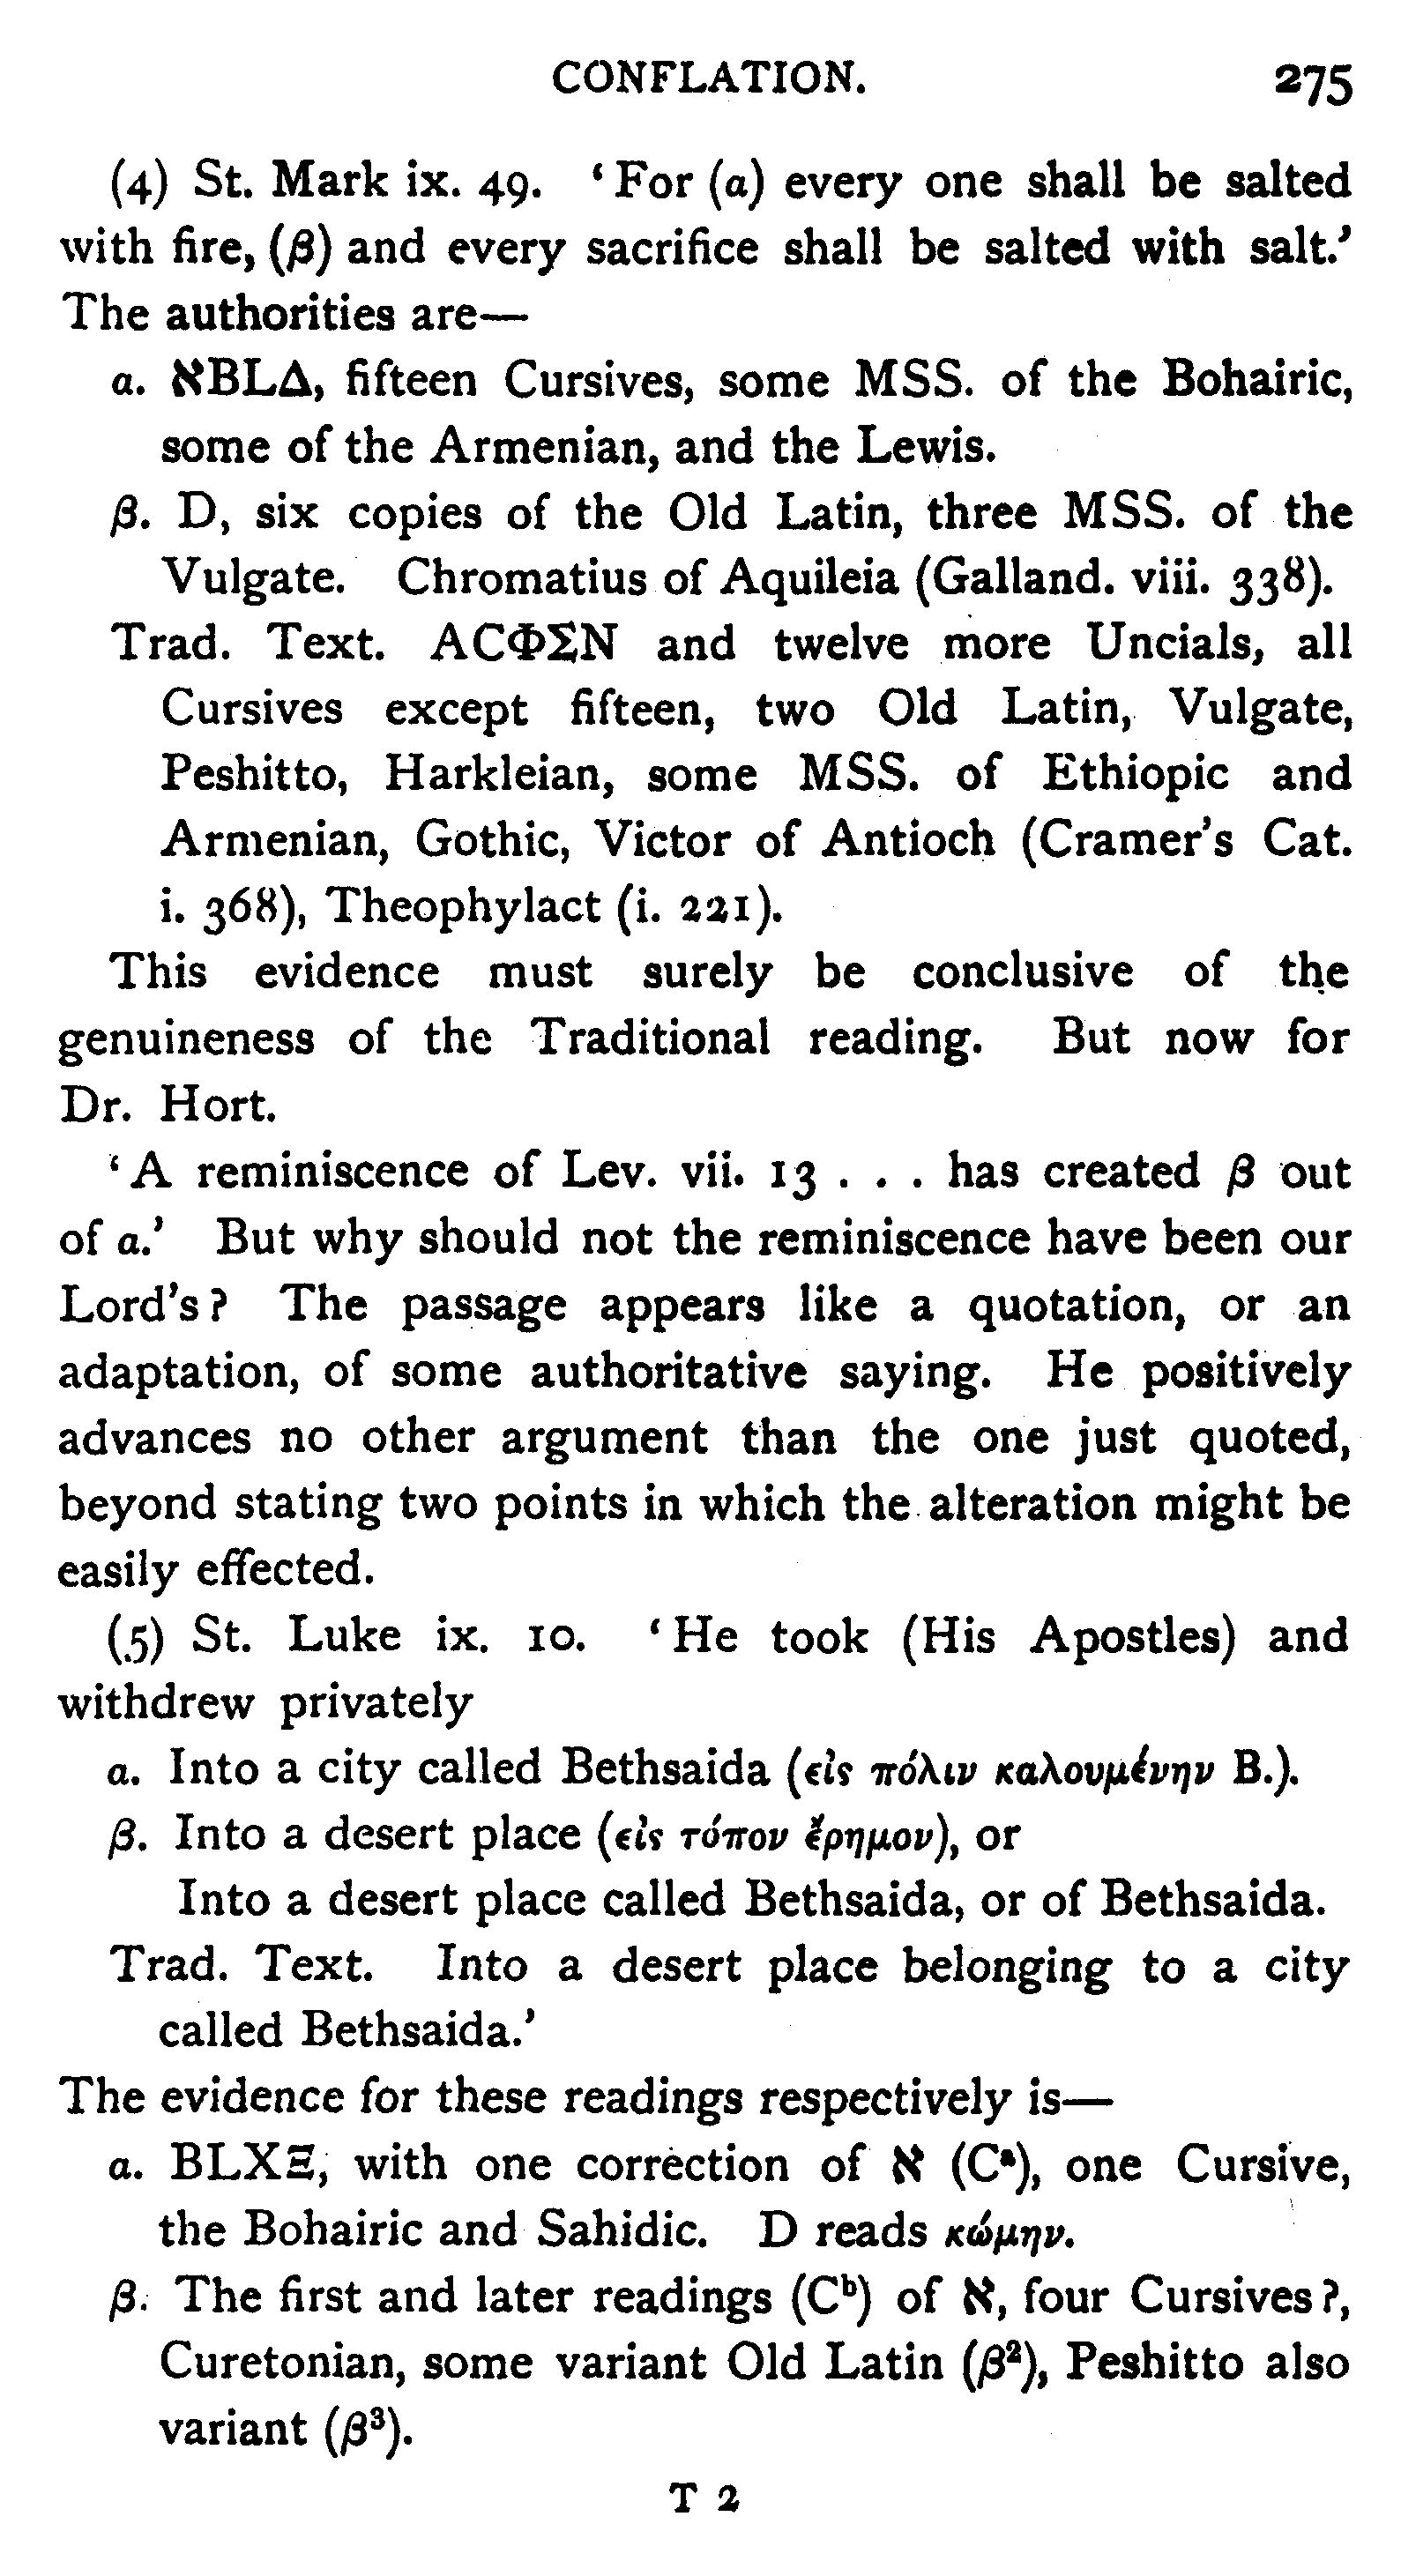 CONFLATION. 275
(4) St. Mark ix. 49. ‘For (α) every one shall be salted
with fire, (β) and every sacrifice shall be salted with salt.’
The authorities are—
α. ℵBLΔ, fifteen Cursives, some MSS. of the Bohairic,
some of the Armenian, and the Lewis.
β. D, six copies of the Old Latin, three MSS. of the
Vulgate. Chromatius of Aquileia (Galland. viii. 338).
Trad. Text. ACΦΣN and twelve more Uncials, all
Cursives except fifteen, two Old Latin, Vulgate,
Peshitto, Harkleian, some MSS. of Ethiopic and
Armenian, Gothic, Victor of Antioch (Cramer’s Cat.
i. 368), Theophylact (i. 221).
This evidence must surely be conclusive of the
genuineness of the Traditional reading. But now for
Dr. Hort.
‘A reminiscence of Lev. vii. 13 . . . has created β out
of α.’ But why should not the reminiscence have been our
Lord’s? The passage appears like a quotation, or an
adaptation, of some authoritative saying. He positively
advances no other argument than the one just quoted,
beyond stating two points in which the alteration might be
easily effected.
(5) St. Luke ix. 10. ‘He took (His Apostles) and
withdrew privately
α. Into a city called Bethsaida (εἰς πόλιν καλουμένην B.).
β. Into a desert place (εἰς τόπον ἔρημον), or
Into a desert place called Bethsaida, or of Bethsaida.
Trad. Text. Into a desert place belonging to a city
called Bethsaida.’
The evidence for these readings respectively is—
α. BLXΞ, with one correction of ℵ (Cᵃ), one Cursive,
the Bohairic and Sahidic. D reads κώμην.
β. The first and later readings (Cᵇ) of ℵ, four Cursives?,
Curetonian, some variant Old Latin (β²), Peshitto also
variant (β³).
T 2